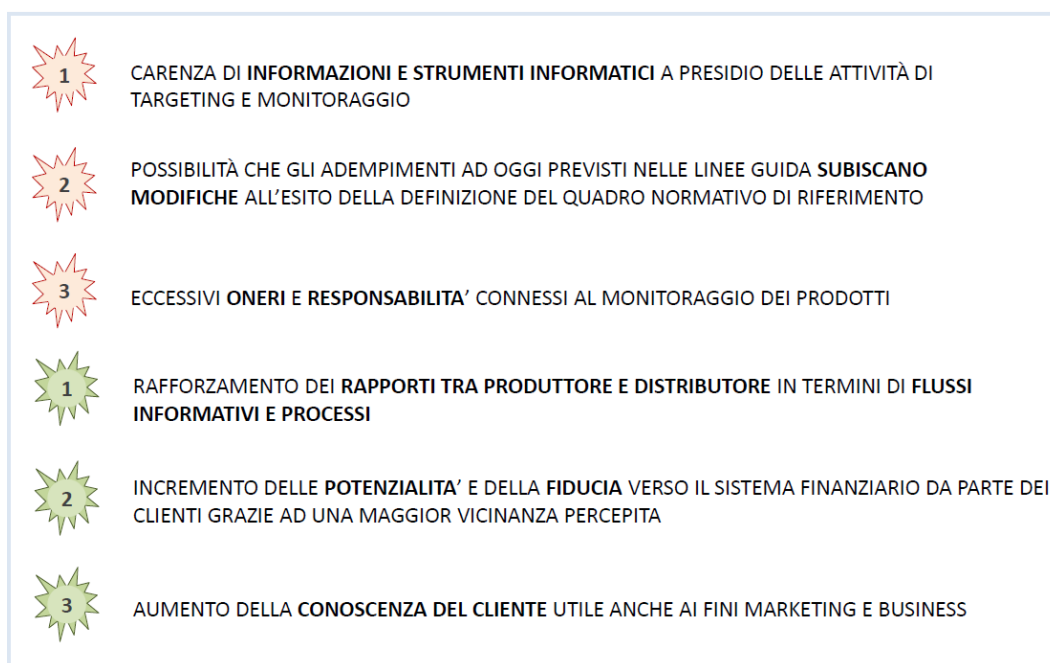 1
CARENZA DI INFORMAZIONI E STRUMENTI INFORMATICI A PRESIDIO DELLE ATTIVITÀ DI
TARGETING E MONITORAGGIO
2
POSSIBILITÀ CHE GLI ADEMPIMENTI AD OGGI PREVISTI NELLE LINEE GUIDA SUBISCANO
MODIFICHE ALL'ESITO DELLA DEFINIZIONE DEL QUADRO NORMATIVO DI RIFERIMENTO
3
ECCESSIVI ONERI E RESPONSABILITA' CONNESSI AL MONITORAGGIO DEI PRODOTTI
1
RAFFORZAMENTO DEI RAPPORTI TRA PRODUTTORE E DISTRIBUTORE IN TERMINI DI FLUSSI
INFORMATIVI E PROCESSI
2
INCREMENTO DELLE POTENZIALITA' E DELLA FIDUCIA VERSO IL SISTEMA FINANZIARIO DA PARTE DEI
CLIENTI GRAZIE AD UNA MAGGIOR VICINANZA PERCEPITA
3
AUMENTO DELLA CONOSCENZA DEL CLIENTE UTILE ANCHE AI FINI MARKETING E BUSINESS